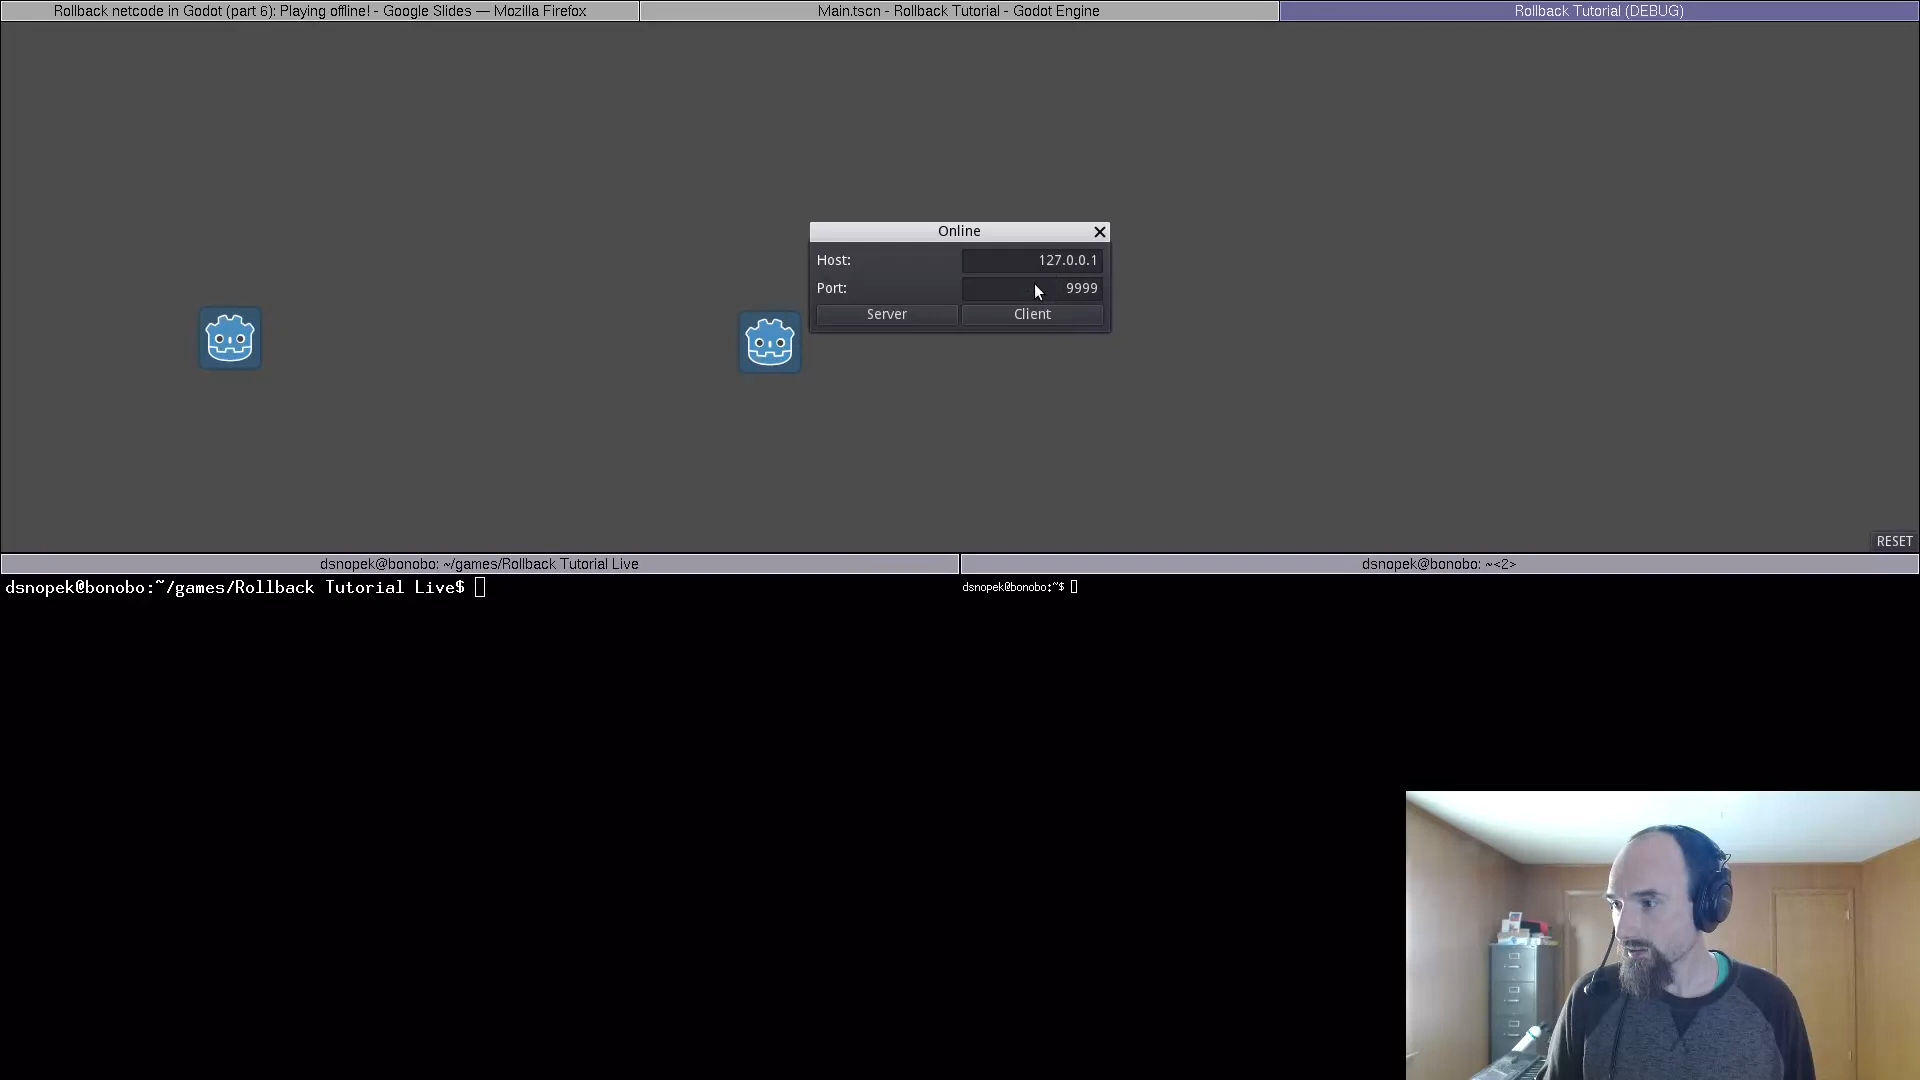 Rollback netcode in Godot (part 6): Playing offline! - Google Slides — Mozilla Firefox
Main.tscn - Rollback Tutorial - Godot Engine
Rollback Tutorial (DEBUG)
Online
Host:
127.0.0.1
Port:
9999
Server
Client
RESET
dsnopek@bonobo: ~/games/Rollback Tutorial Live
dsnopek@bonobo: ~<2>
dsnopek@bonobo:~/games/Rollback Tutorial Live$
dsnopek@bonobo:~$